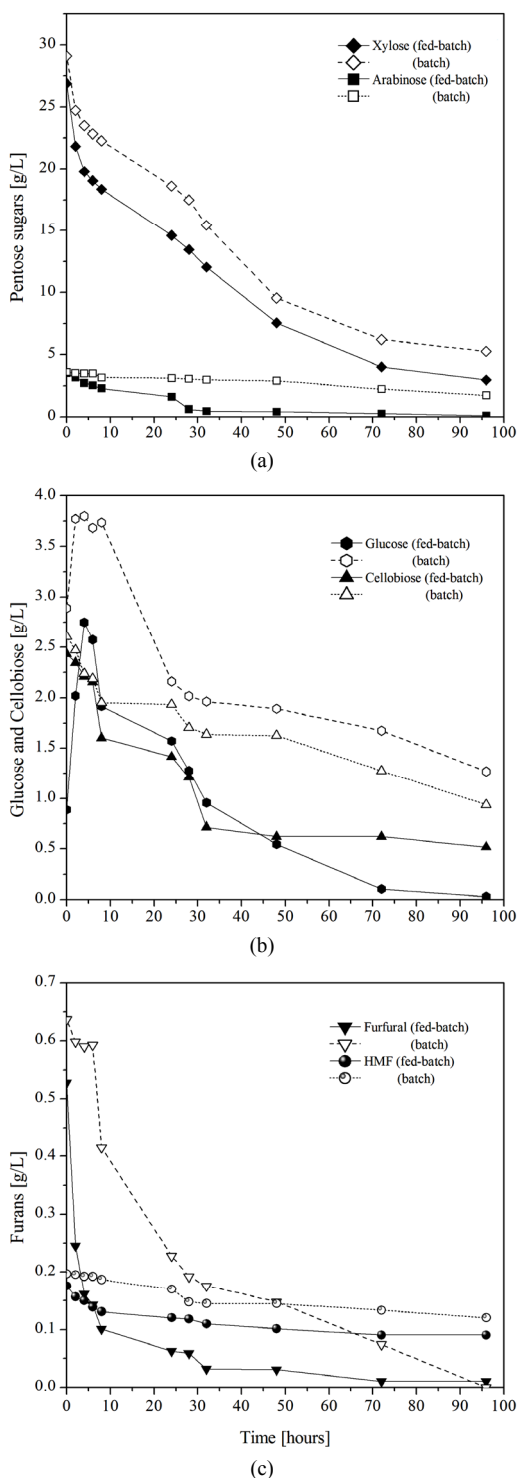 30
25
20
15
10
5
0
Pentose sugars [g/L]
Xylose (fed-batch)
(batch)
Arabinose (fed-batch)
(batch)
0 10 20 30 40 50 60 70 80 90 100
(a)
4.0
3.5
3.0
2.5
2.0
1.5
1.0
0.5
0.0
Glucose and Cellobiose [g/L]
Glucose (fed-batch)
(batch)
Cellobiose (fed-batch)
(batch)
0 10 20 30 40 50 60 70 80 90 100
(b)
0.7
0.6
0.5
0.4
0.3
0.2
0.1
0.0
Furans [g/L]
Furfural (fed-batch)
(batch)
HMF (fed-batch)
(batch)
0 10 20 30 40 50 60 70 80 90 100
Time [hours]
(c)